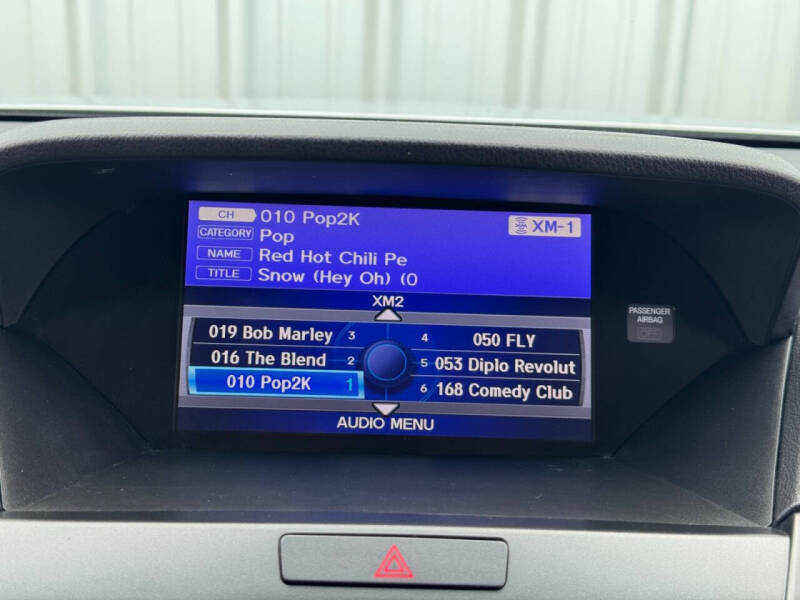 CH 010 Pop2K XM-1
CATEGORY Pop
NAME Red Hot Chili Pe
TITLE Snow (Hey Oh) (0
XM2
019 Bob Marley 3 4 050 FLY
016 The Blend 2 5 053 Diplo Revolut
010 Pop2K 1 6 168 Comedy Club
AUDIO MENU
PASSENGER
AIRBAG
OFF